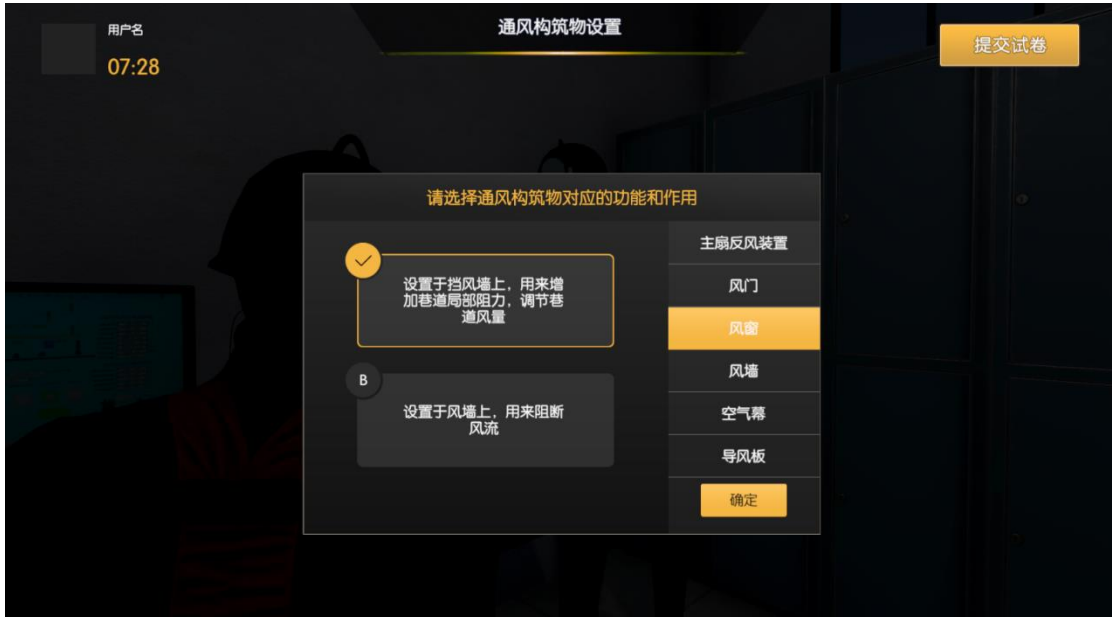 用户名
07:28
通风构筑物设置
提交试卷
请选择通风构筑物对应的功能和作用
设置于挡风墙上，用来增
加巷道局部阻力，调节巷
道风量
B
设置于风墙上，用来阻断
风流
主扇反风装置
风门
风窗
风墙
空气幕
导风板
确定